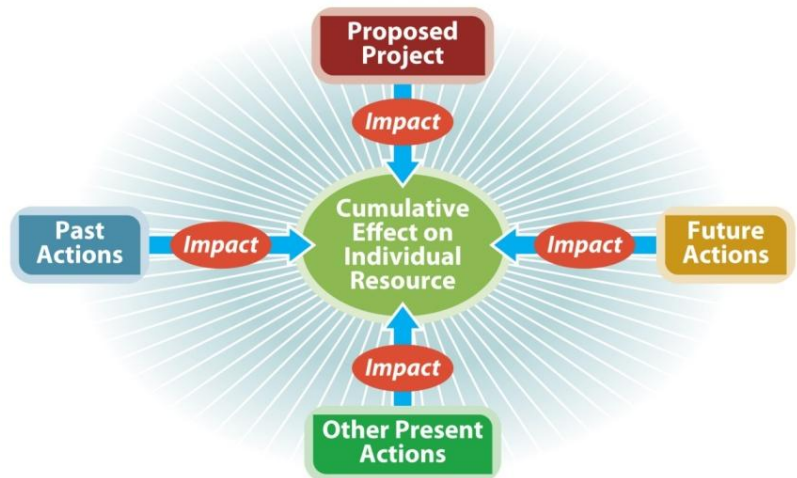 Proposed
Project
Impact
Past
Actions
Impact
Cumulative
Effect on
Individual
Resource
Impact
Future
Actions
Impact
Other Present
Actions